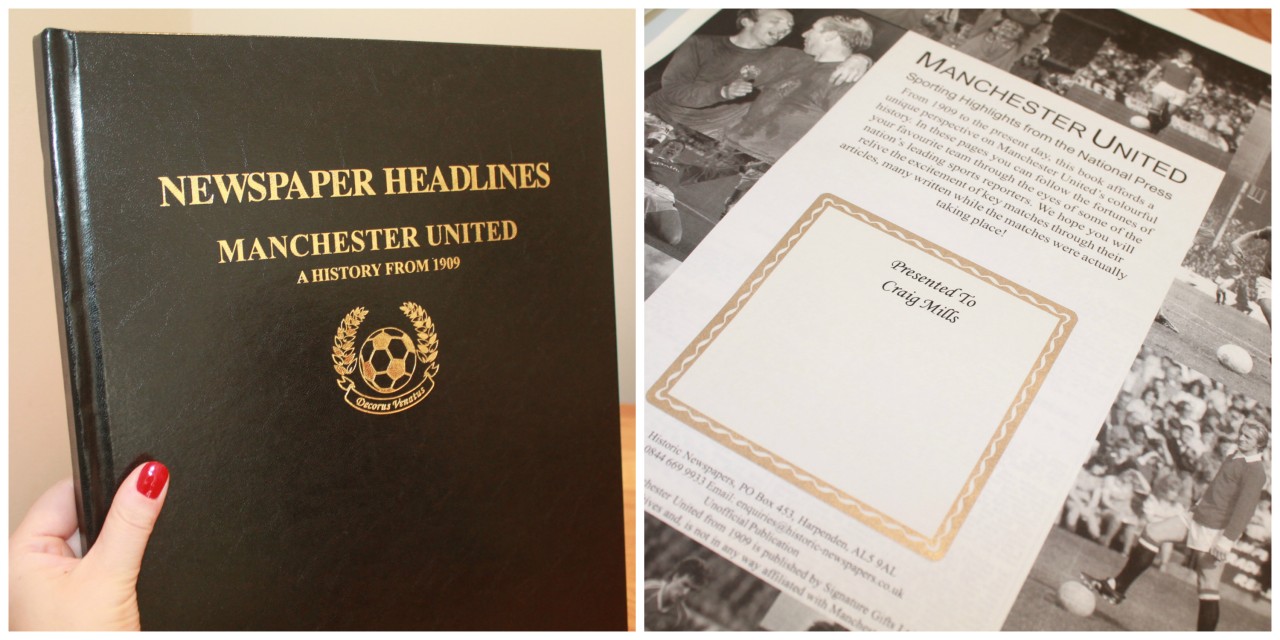 NEWSPAPER HEADLINES
MANCHESTER UNITED
A HISTORY FROM 1909
Decorus Venatus
MANCHESTER UNITED
Sporting Highlights from the National Press
From 1909 to the present day, this book affords a
unique perspective on Manchester United's colourful
history. In these pages you can follow the fortunes of
your favourite team through the eyes of some of the
nation's leading sports reporters. We hope you will
relive the excitement of key matches through their
articles, many written while the matches were actually
taking place!
Presented To
Craig Mills
Historic Newspapers, PO Box 453, Harpenden, AL5 9AL
0844 669 9933 Email: enquiries@historic-newspapers.co.uk
Unofficial Publication
United from 1909 is published by Signature Gifts
and, is not in any way affiliated with